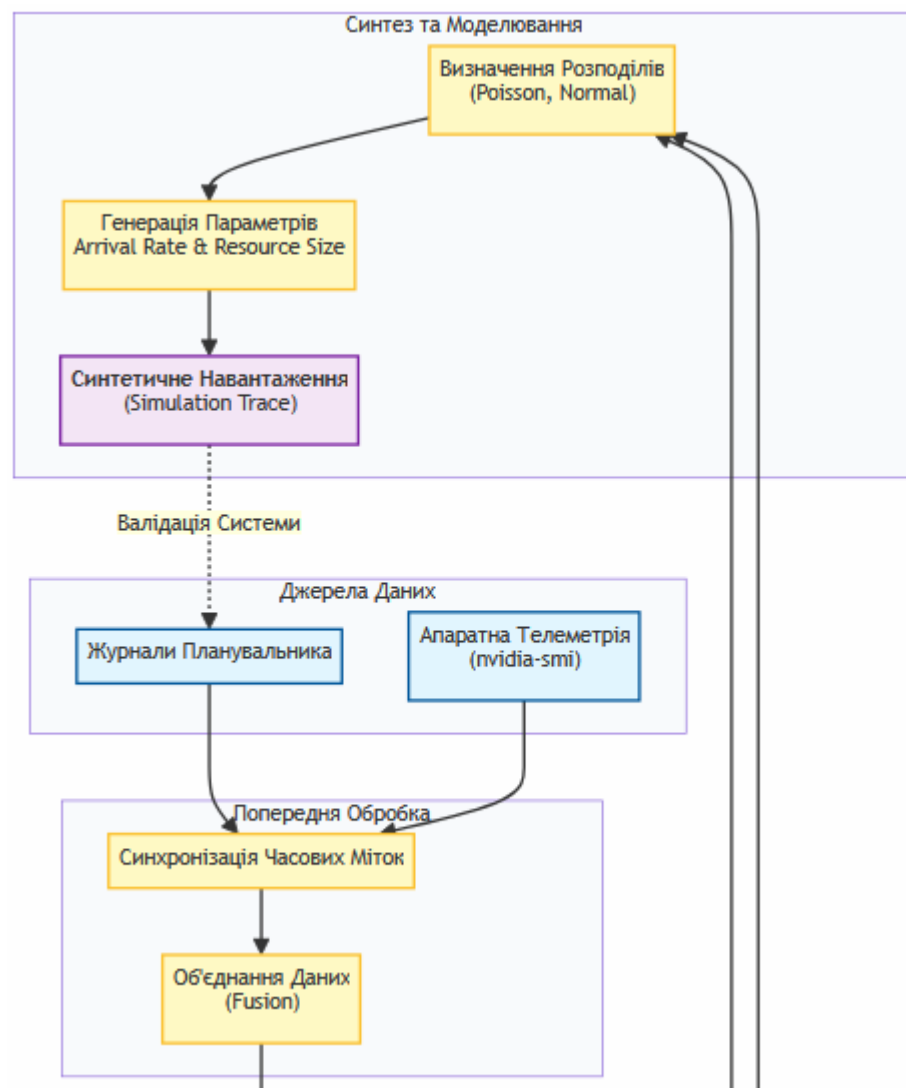 Синтез та Моделювання
Визначення Розподілів
(Poisson, Normal)
Генерація Параметрів
Arrival Rate & Resource Size
Синтетичне Навантаження
(Simulation Trace)
Валідація Системи
Джерела Даних
Журнали Планувальника
Апаратна Телеметрія
(nvidia-smi)
Попередня Обробка
Синхронізація Часових Міток
Об'єднання Даних
(Fusion)